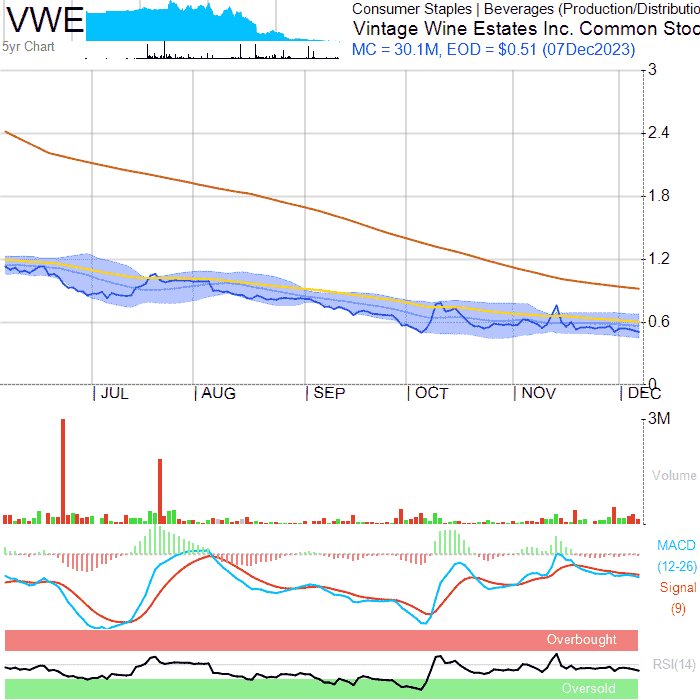 VWE
5yr Chart
Consumer Staples | Beverages (Production/Distributio
Vintage Wine Estates Inc. Common Stoc
MC = 30.1M, EOD = $0.51 (07Dec2023)
3
2.4
1.8
1.2
0.6
0
JUL AUG SEP OCT NOV DEC
3M
Volume
MACD
(12-26)
Signal
(9)
Overbought
RSI(14)
Oversold